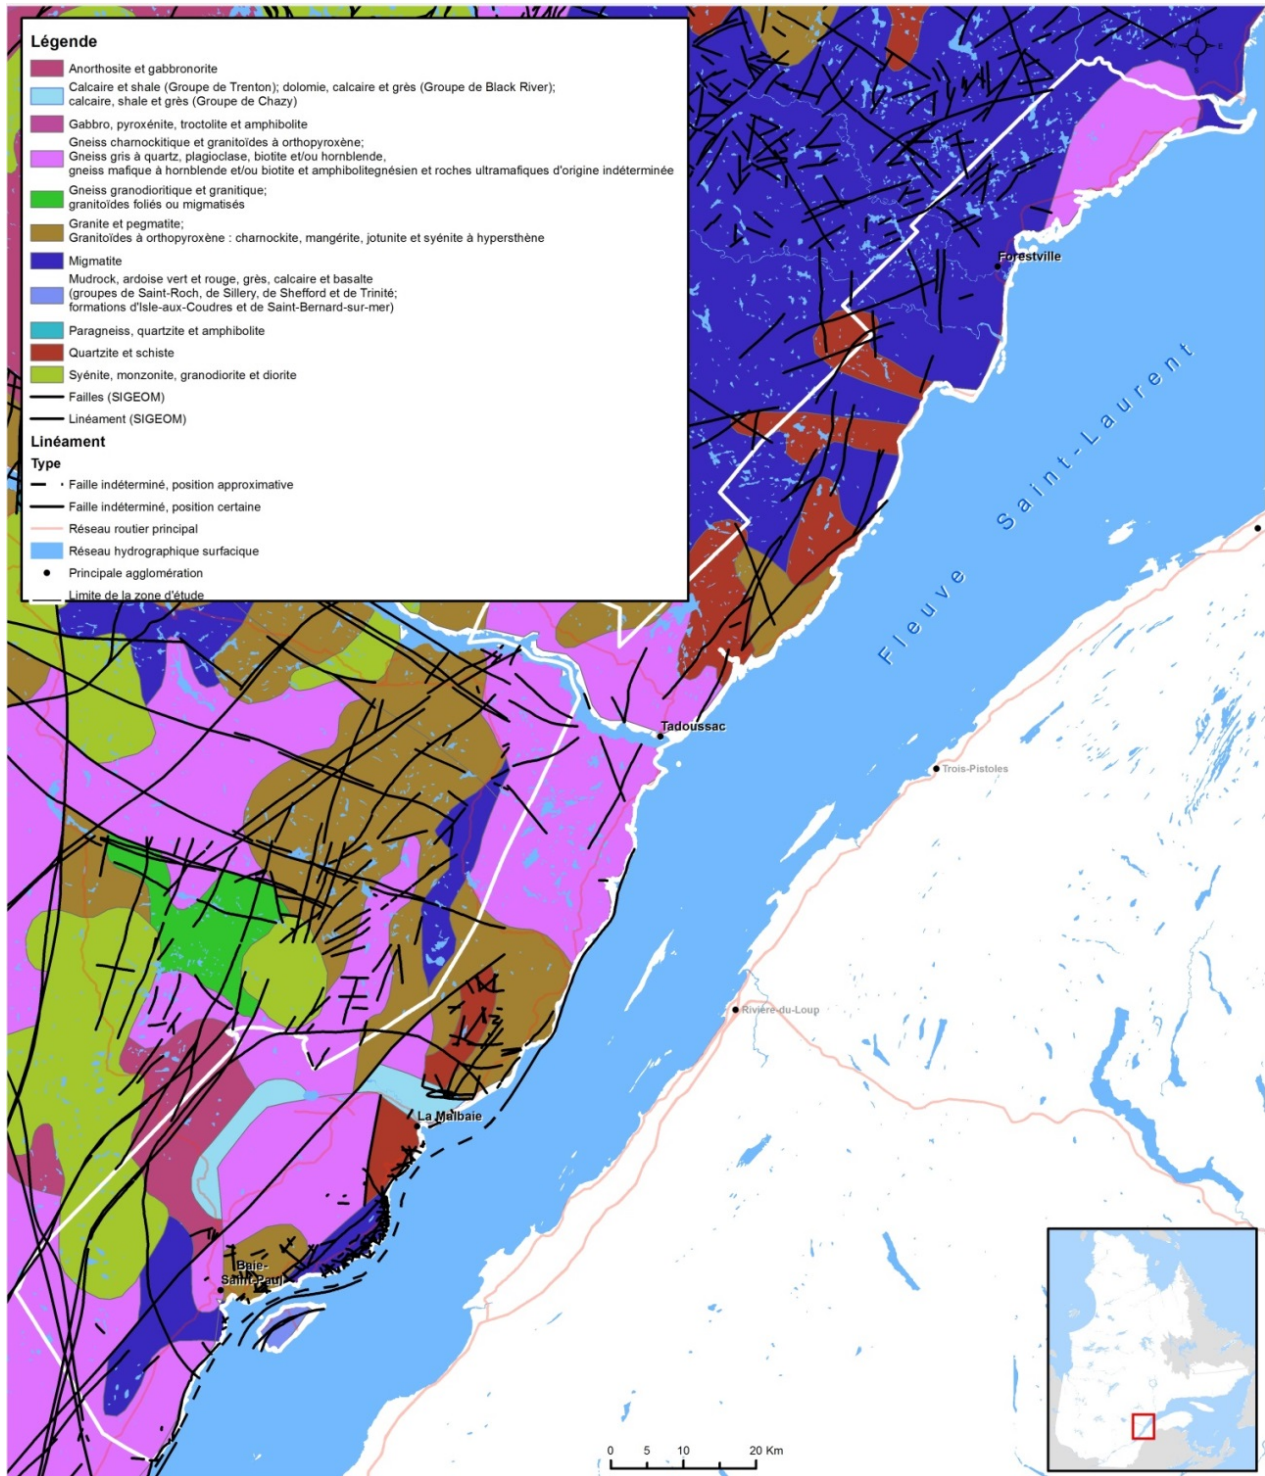 Légende
Anorthosite et gabbronorite
Calcaire et shale (Groupe de Trenton); dolomie, calcaire et grès (Groupe de Black River);
calcaire, shale et grès (Groupe de Chazy)
Gabbro, pyroxénite, troctolite et amphibolite
Gneiss charnockitique et granitoïdes à orthopyroxène;
Gneiss gris à quartz, plagioclase, biotite et/ou hornblende,
gneiss mafique à hornblende et/ou biotite et amphibolitegnésien et roches ultramafiques d'origine indéterminée
Gneiss granodioritique et granitique;
granitoïdes foliés ou migmatisés
Granite et pegmatite;
Granitoïdes à orthopyroxène : charnockite, mangérite, jotunite et syénite à hypersthène
Migmatite
Mudrock, ardoise vert et rouge, grès, calcaire et basalte
(groupes de Saint-Roch, de Sillery, de Shefford et de Trinité;
formations d'Isle-aux-Coudres et de Saint-Bernard-sur-mer)
Paragneiss, quartzite et amphibolite
Quartzite et schiste
Syénite, monzonite, granodiorite et diorite
Failles (SIGEOM)
Linéament (SIGEOM)
Linéament
Type
Faille indéterminé, position approximative
Faille indéterminé, position certaine
Réseau routier principal
Réseau hydrographique surfacique
Principale agglomération
Limite de la zone d'étude
N
W E
S
Forestville
Fleuve Saint-Laurent
Tadoussac
Trois-Pistoles
Rivière-du-Loup
La Malbaie
Baie-
Saint-Paul
0 5 10 20 Km